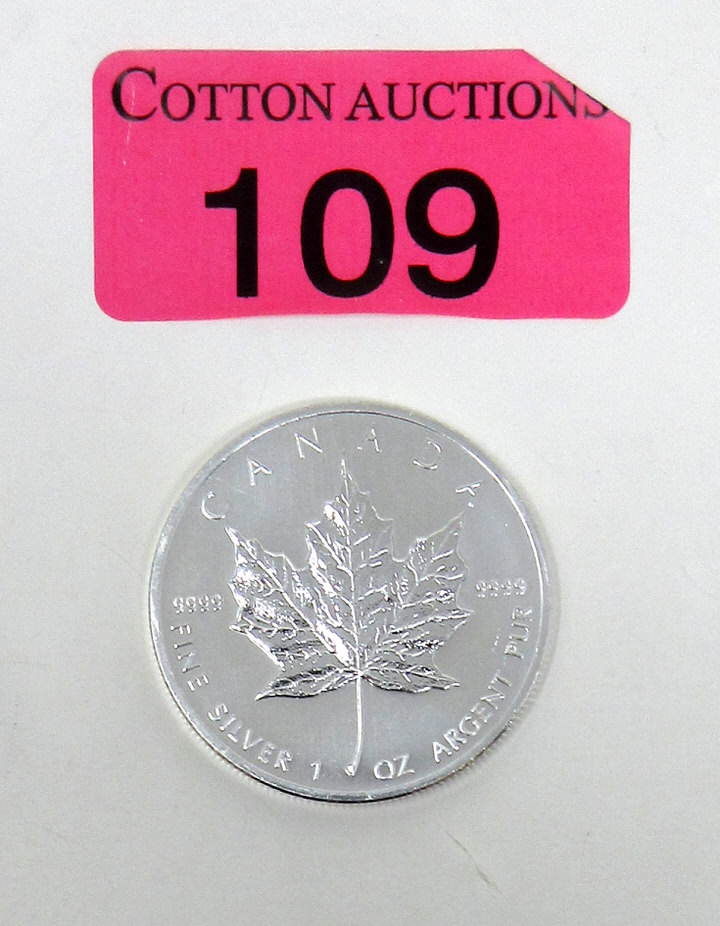 COTTON AUCTIONS
109
CANADA
9999 9999
FINE SILVER 1 OZ ARGENT PUR